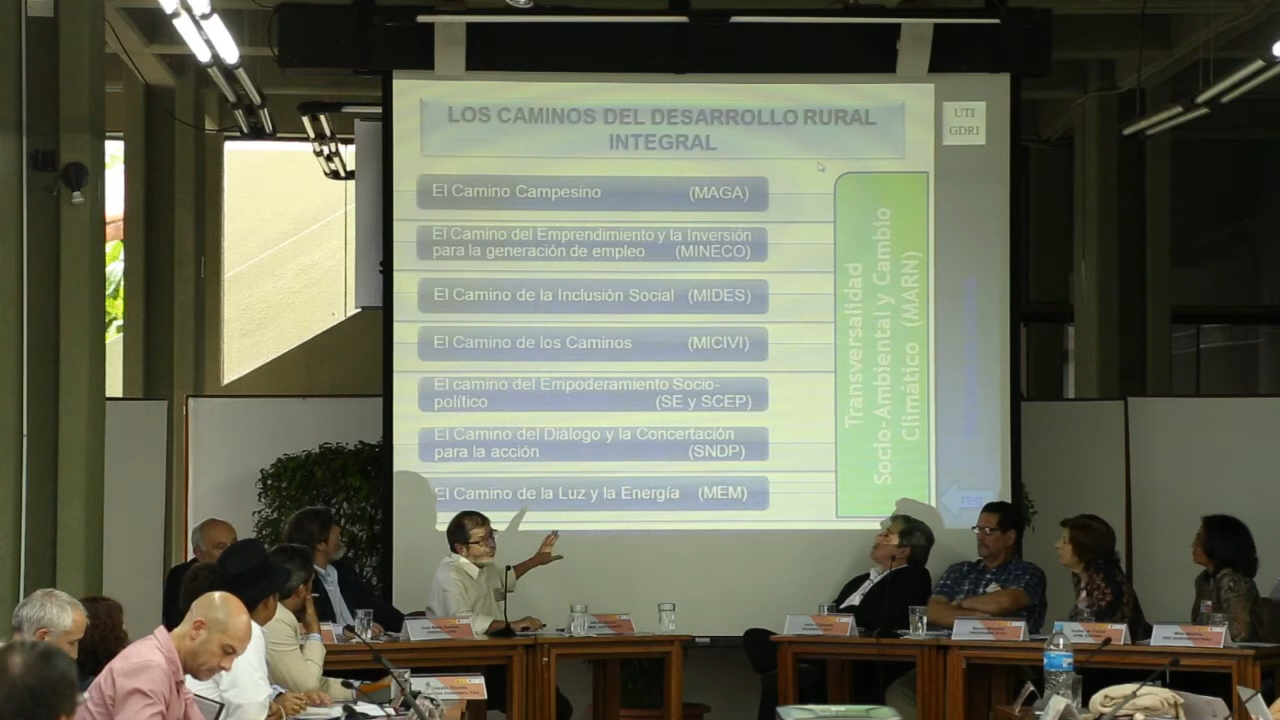 LOS CAMINOS DEL DESARROLLO RURAL
INTEGRAL
UTI
GDRI
El Camino Campesino (MAGA)
El Camino del Emprendimiento y la Inversión
para la generación de empleo (MINECO)
El Camino de la Inclusión Social (MIDES)
El Camino de los Caminos (MICIVI)
El camino del Empoderamiento Socio-
político (SE y SCEP)
El Camino del Diálogo y la Concertación
para la acción (SNDP)
El Camino de la Luz y la Energía (MEM)
Transversalidad
Socio-Ambiental y Cambio
Climático (MARN)